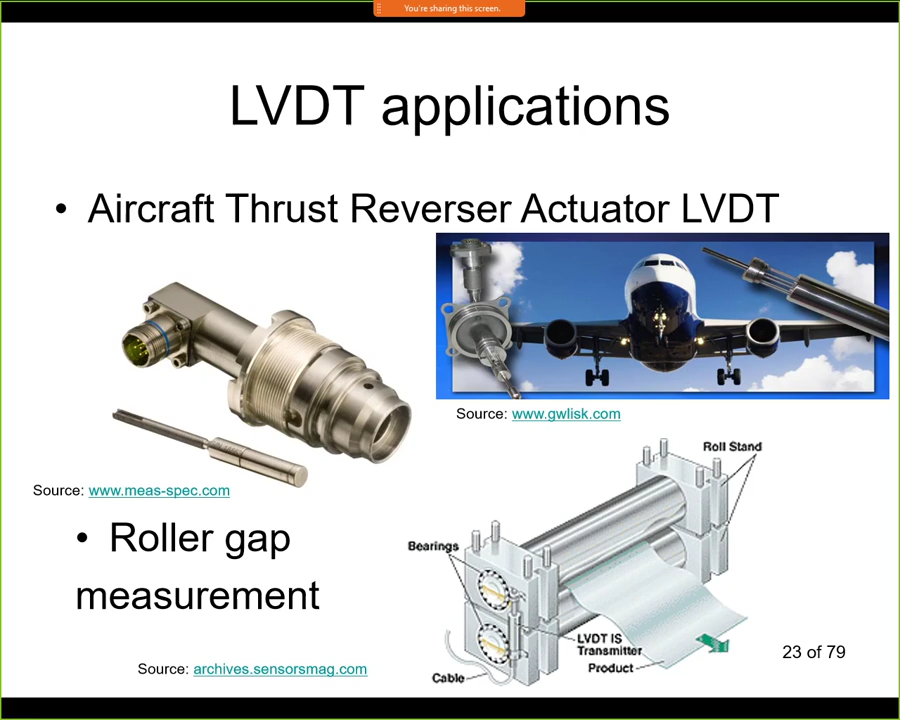 You're sharing this screen.
LVDT applications
• Aircraft Thrust Reverser Actuator LVDT
Source: www.gwlisk.com
Source: www.meas-spec.com
• Roller gap
measurement
Roll Stand
Bearings
LVDT IS
Transmitter
Product
Cable
Source: archives.sensorsmag.com
23 of 79